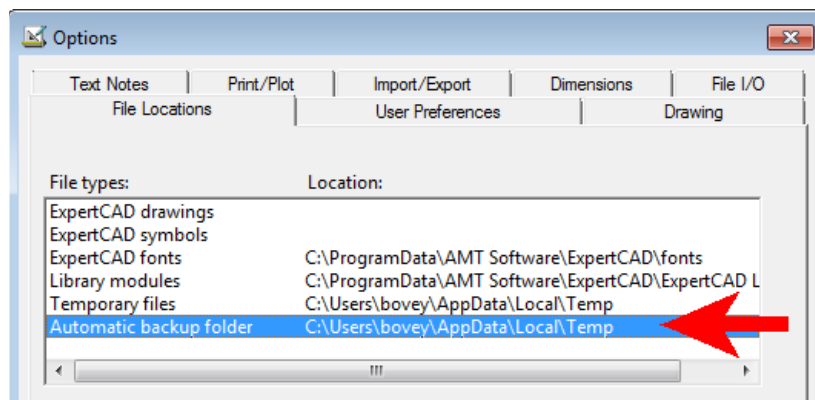 Options
Text Notes Print/Plot Import/Export Dimensions File I/O
File Locations User Preferences Drawing
File types: Location:
ExpertCAD drawings
ExpertCAD symbols
ExpertCAD fonts C:\ProgramData\AMT Software\ExpertCAD\fonts
Library modules C:\ProgramData\AMT Software\ExpertCAD\ExpertCAD L
Temporary files C:\Users\bovey\AppData\Local\Temp
Automatic backup folder C:\Users\bovey\AppData\Local\Temp